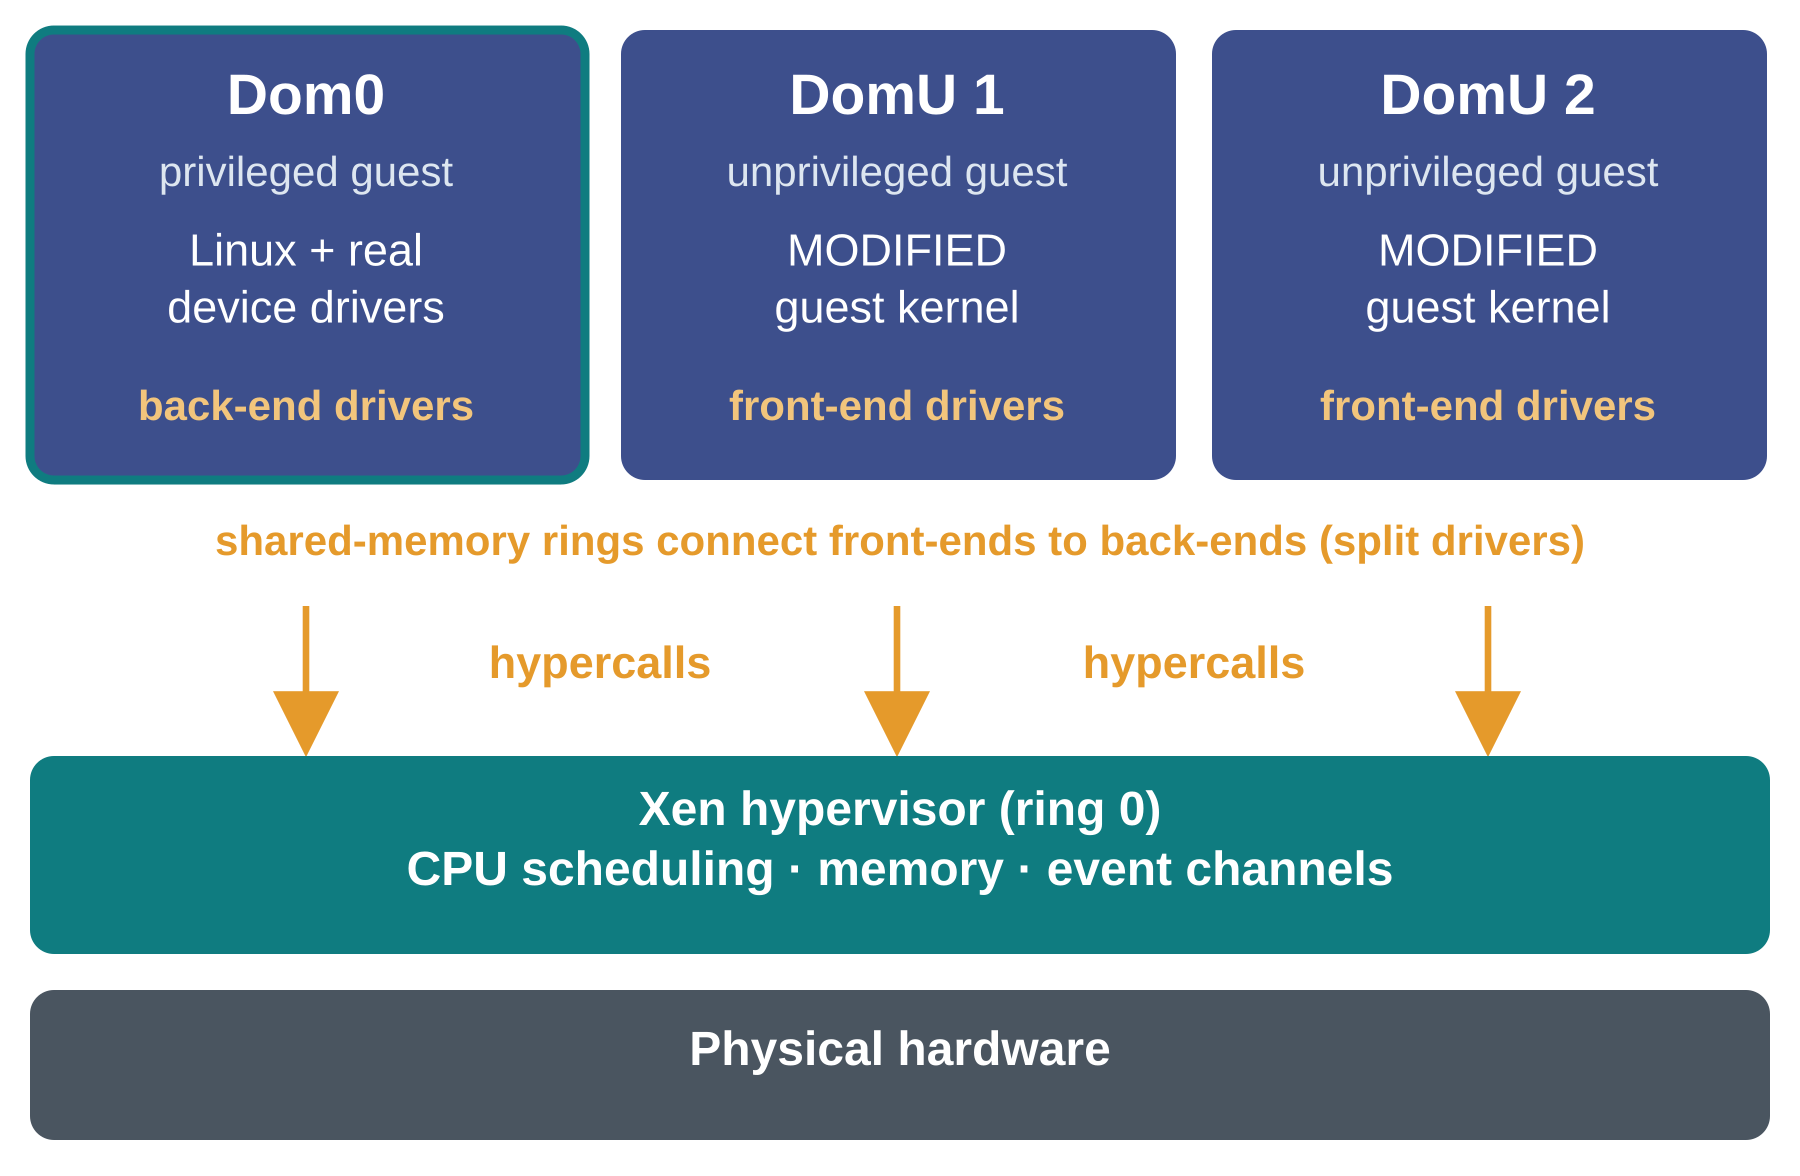 Dom0
privileged guest
Linux + real
device drivers
back-end drivers
DomU 1
unprivileged guest
MODIFIED
guest kernel
front-end drivers
DomU 2
unprivileged guest
MODIFIED
guest kernel
front-end drivers
shared-memory rings connect front-ends to back-ends (split drivers)
hypercalls
hypercalls
Xen hypervisor (ring 0)
CPU scheduling · memory · event channels
Physical hardware